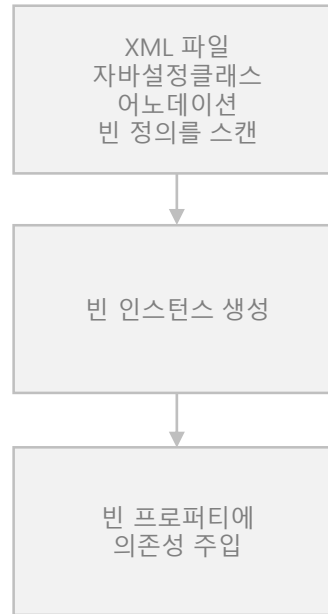 XML 파일
자바설정클래스
어노데이션
빈 정의를 스캔
빈 인스턴스 생성
빈 프로퍼티에
의존성 주입